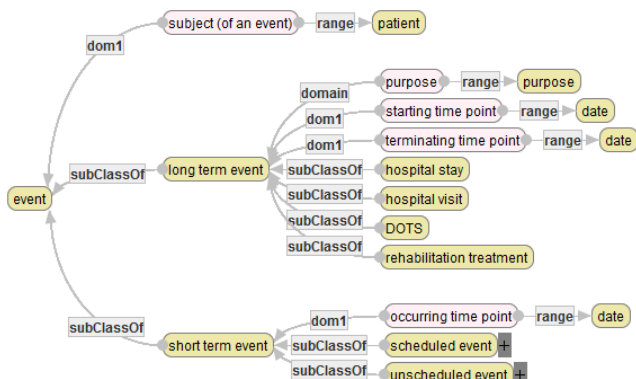 subject (of an event) range patient
dom1
purpose range purpose
domain
starting time point range date
dom1
terminating time point range date
dom1
subClassOf long term event subClassOf hospital stay
event
subClassOf hospital visit
subClassOf DOTS
subClassOf rehabilitation treatment
occurring time point range date
dom1
subClassOf short term event subClassOf scheduled event +
subClassOf unscheduled event +